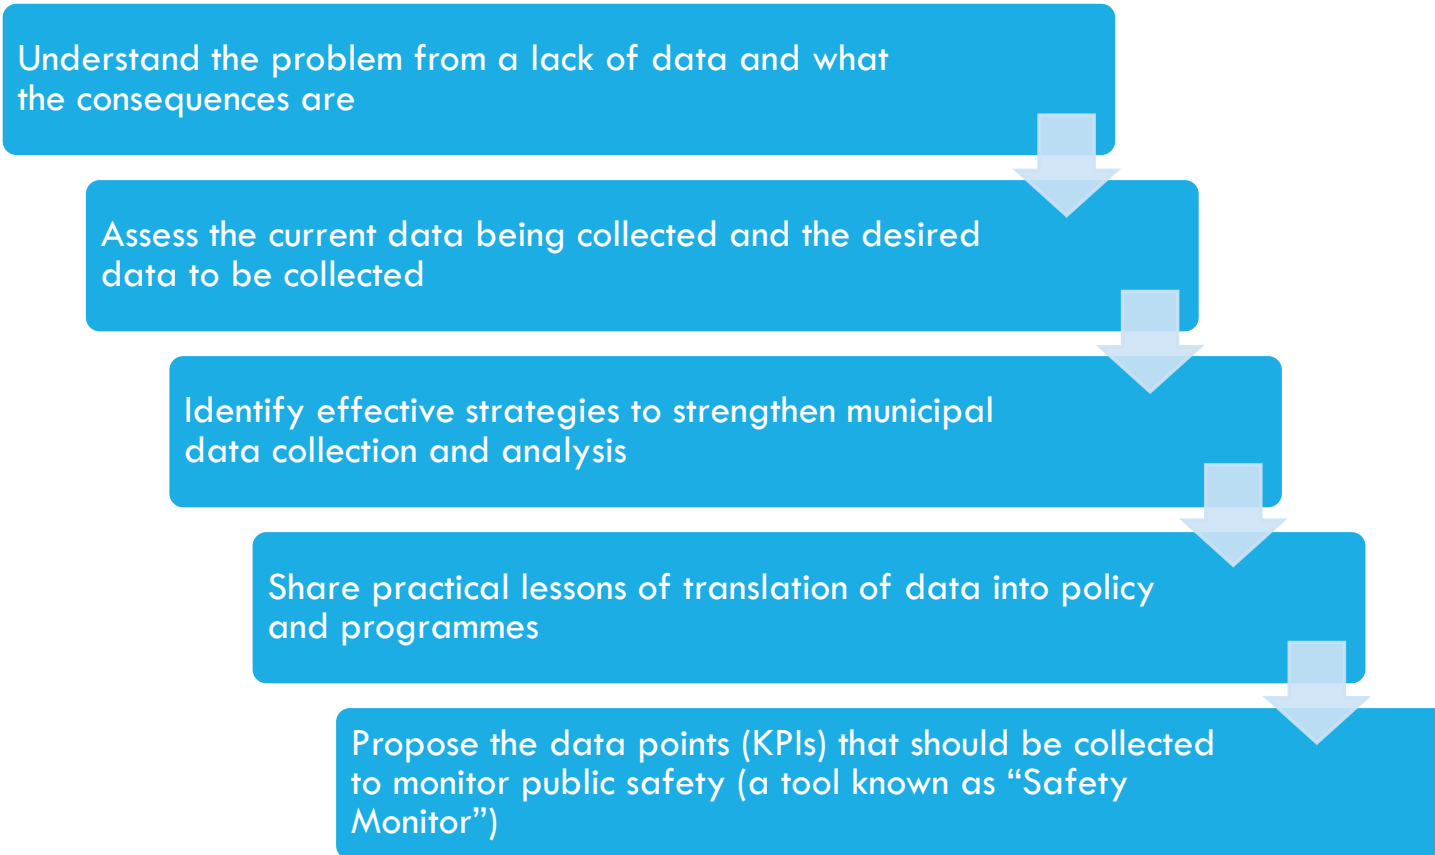 Understand the problem from a lack of data and what
the consequences are
Assess the current data being collected and the desired
data to be collected
Identify effective strategies to strengthen municipal
data collection and analysis
Share practical lessons of translation of data into policy
and programmes
Propose the data points (KPIs) that should be collected
to monitor public safety (a tool known as “Safety
Monitor”)